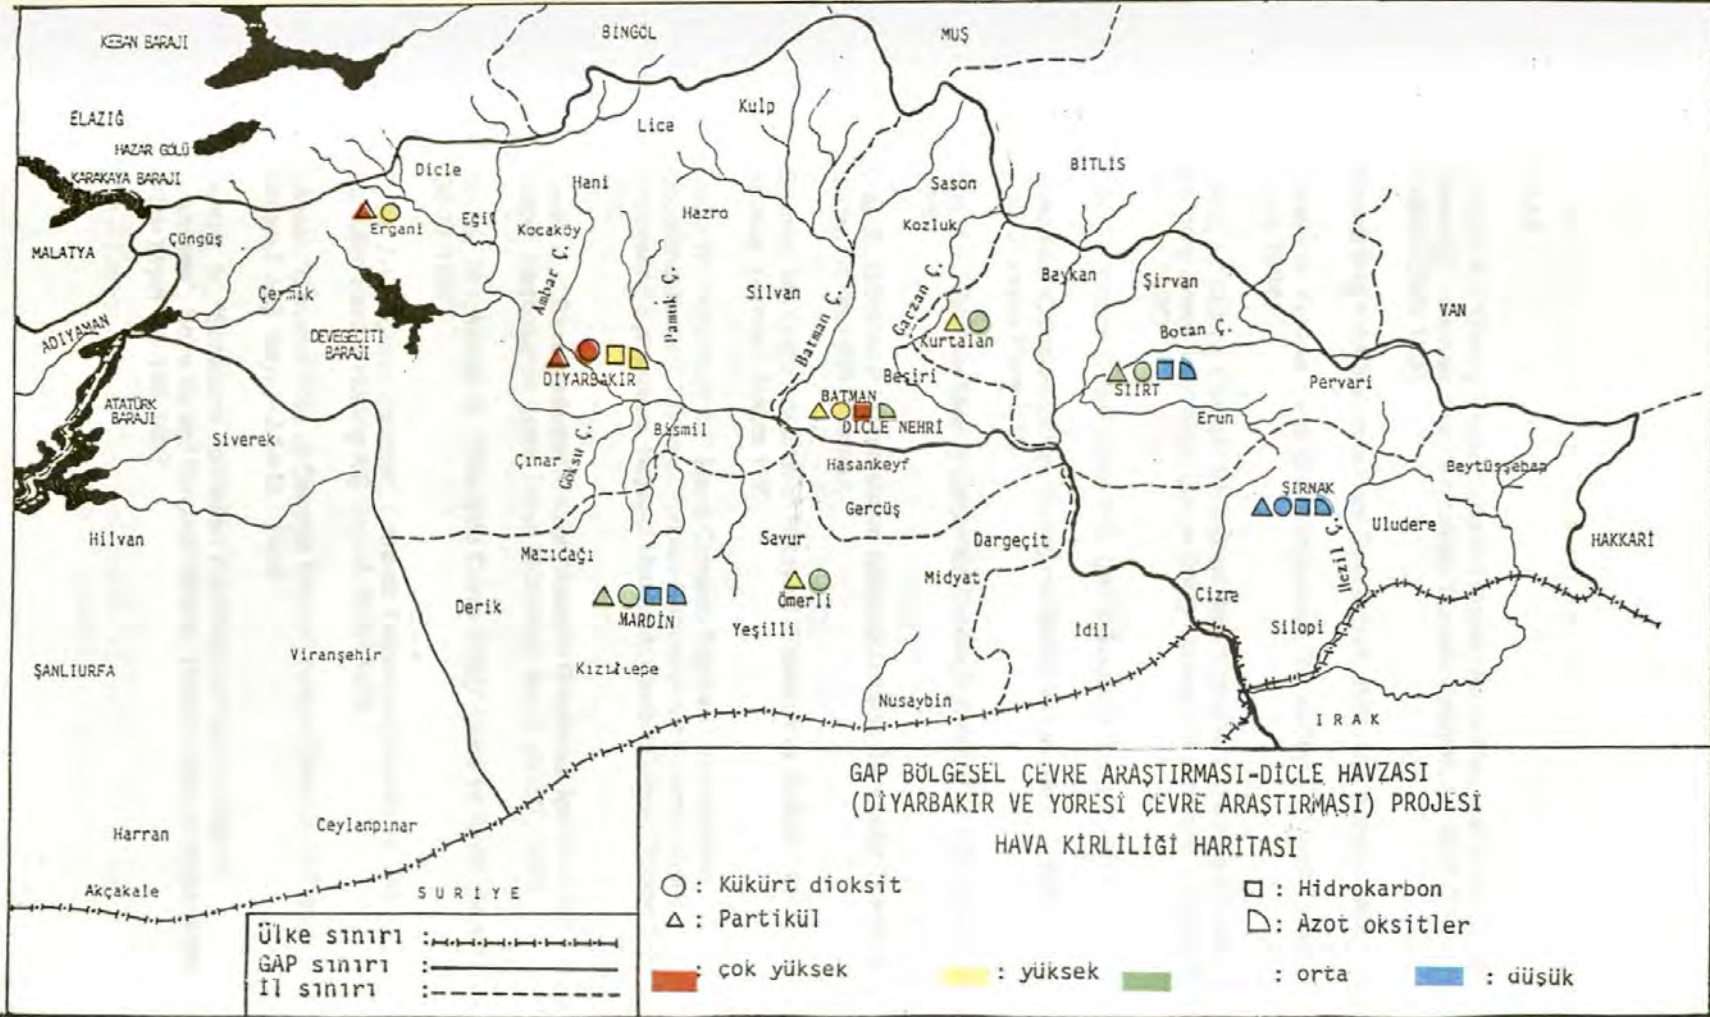 KEBAN BARAJI
BİNGÖL
MUŞ
ELAZIĞ
Kulp
Lice
HAZAR GÖLÜ
KARAKAYA BARAJI
Dicle
Hani
Sason
BİTLİS
Ergani
Eğil
Kocaköy
Hazro
Kozluk
MALATYA
Çüngüş
Çermik
Ambar Ç.
Pamuk Ç.
Silvan
Batman Ç.
Garzan Ç.
Baykan
Şirvan
VAN
ADIYAMAN
DEVEGEÇİTİ
BARAJI
Kurtalan
Botan Ç.
DİYARBAKIR
Beşiri
SİİRT
Pervari
ATATÜRK
BARAJI
BATMAN
DİCLE NEHRİ
Eruh
Siverek
Bismil
Çınar
Göksu Ç.
Hasankeyf
Beytüşşebap
ŞIRNAK
Gercüş
Uludere
Hilvan
Mazıdağı
Savur
Dargeçit
HAKKARİ
Hezil Ç.
Midyat
Derik
MARDİN
Ömerli
Cizre
Yeşilli
İdil
Silopi
Viranşehir
ŞANLIURFA
Kızıltepe
Nusaybin
IRAK
Harran
Ceylanpınar
Akçakale
SURİYE
GAP BÖLGESEL ÇEVRE ARAŞTIRMASI-DİCLE HAVZASI
(DİYARBAKIR VE YÖRESİ ÇEVRE ARAŞTIRMASI) PROJESİ
HAVA KİRLİLİĞİ HARİTASI
: Kükürt dioksit
: Hidrokarbon
: Partikül
: Azot oksitler
: çok yüksek
: yüksek
: orta
: düşük
Ülke sınırı :
GAP sınırı :
İl sınırı :